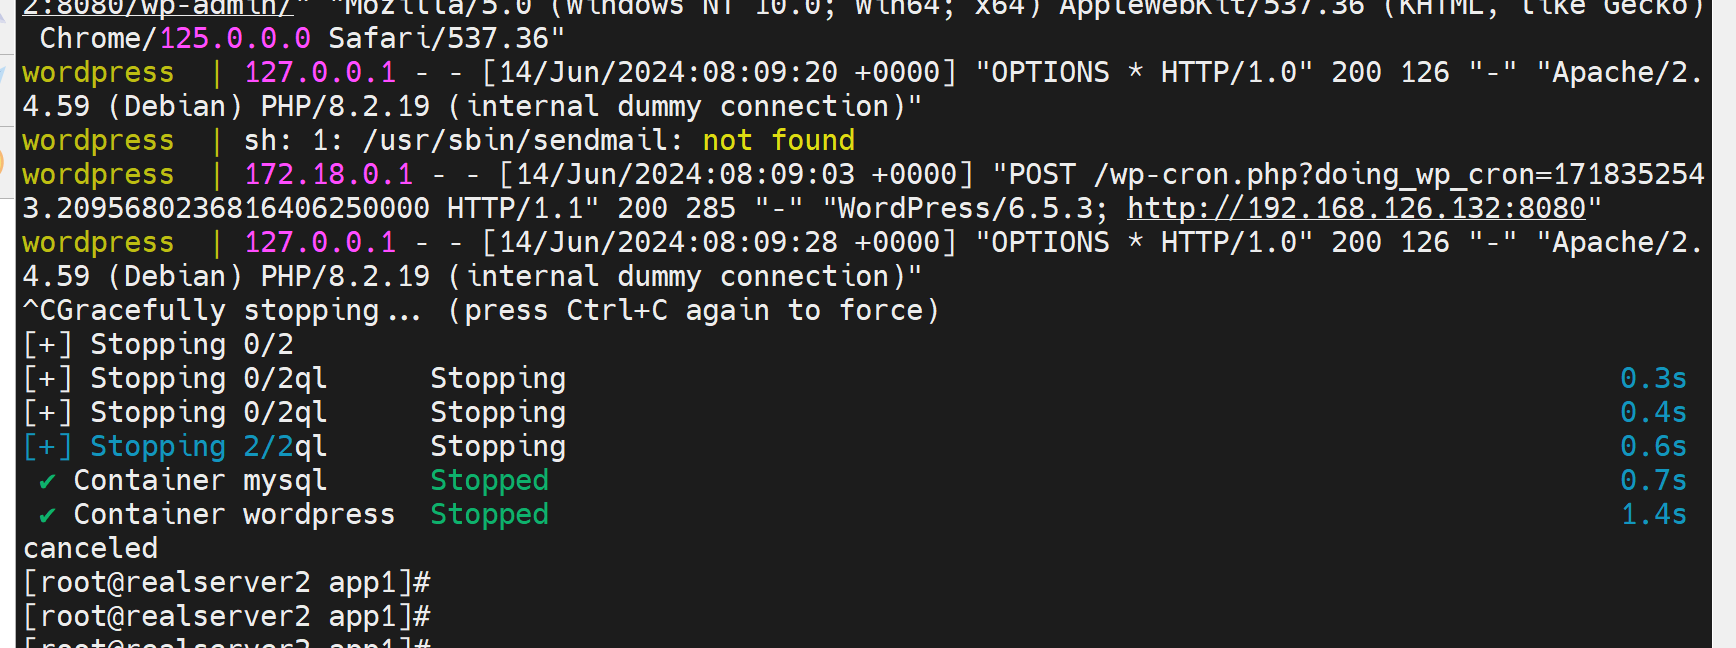 2:8080/wp-admin/" "Mozilla/5.0 (Windows NT 10.0; Win64; x64) AppleWebKit/537.36 (KHTML, like Gecko)
Chrome/125.0.0.0 Safari/537.36"
wordpress  | 127.0.0.1 - - [14/Jun/2024:08:09:20 +0000] "OPTIONS * HTTP/1.0" 200 126 "-" "Apache/2.
4.59 (Debian) PHP/8.2.19 (internal dummy connection)"
wordpress  | sh: 1: /usr/sbin/sendmail: not found
wordpress  | 172.18.0.1 - - [14/Jun/2024:08:09:03 +0000] "POST /wp-cron.php?doing_wp_cron=171835254
3.2095680236816406250000 HTTP/1.1" 200 285 "-" "WordPress/6.5.3; http://192.168.126.132:8080"
wordpress  | 127.0.0.1 - - [14/Jun/2024:08:09:28 +0000] "OPTIONS * HTTP/1.0" 200 126 "-" "Apache/2.
4.59 (Debian) PHP/8.2.19 (internal dummy connection)"
^CGracefully stopping... (press Ctrl+C again to force)
[+] Stopping 0/2
[+] Stopping 0/2ql      Stopping 0.3s
[+] Stopping 0/2ql      Stopping 0.4s
[+] Stopping 2/2ql      Stopping 0.6s
✔ Container mysql      Stopped 0.7s
✔ Container wordpress  Stopped 1.4s
canceled
[root@realserver2 app1]#
[root@realserver2 app1]#
[root@realserver2 app1]#